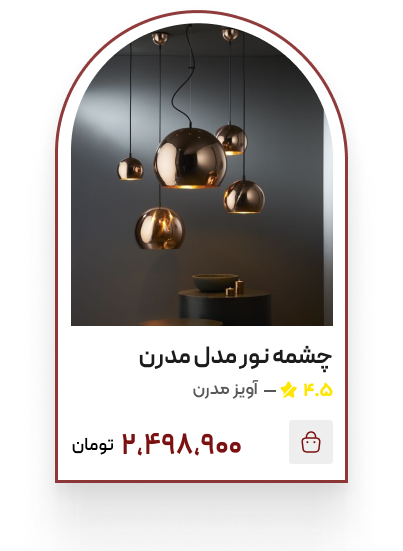 چشمه نور مدل مدرن
۴.۵ — آویز مدرن
۲،۴۹۸،۹۰۰ تومان